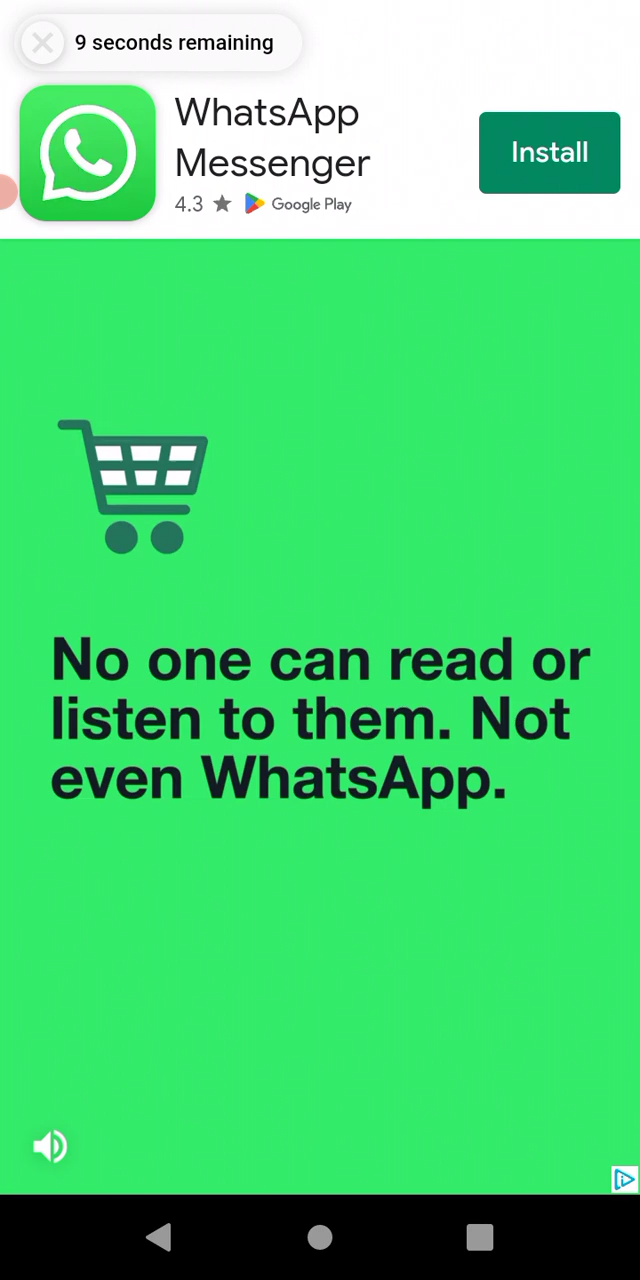 9 seconds remaining
WhatsApp
Messenger
Install
4.3 ★ Google Play
No one can read or
listen to them. Not
even WhatsApp.